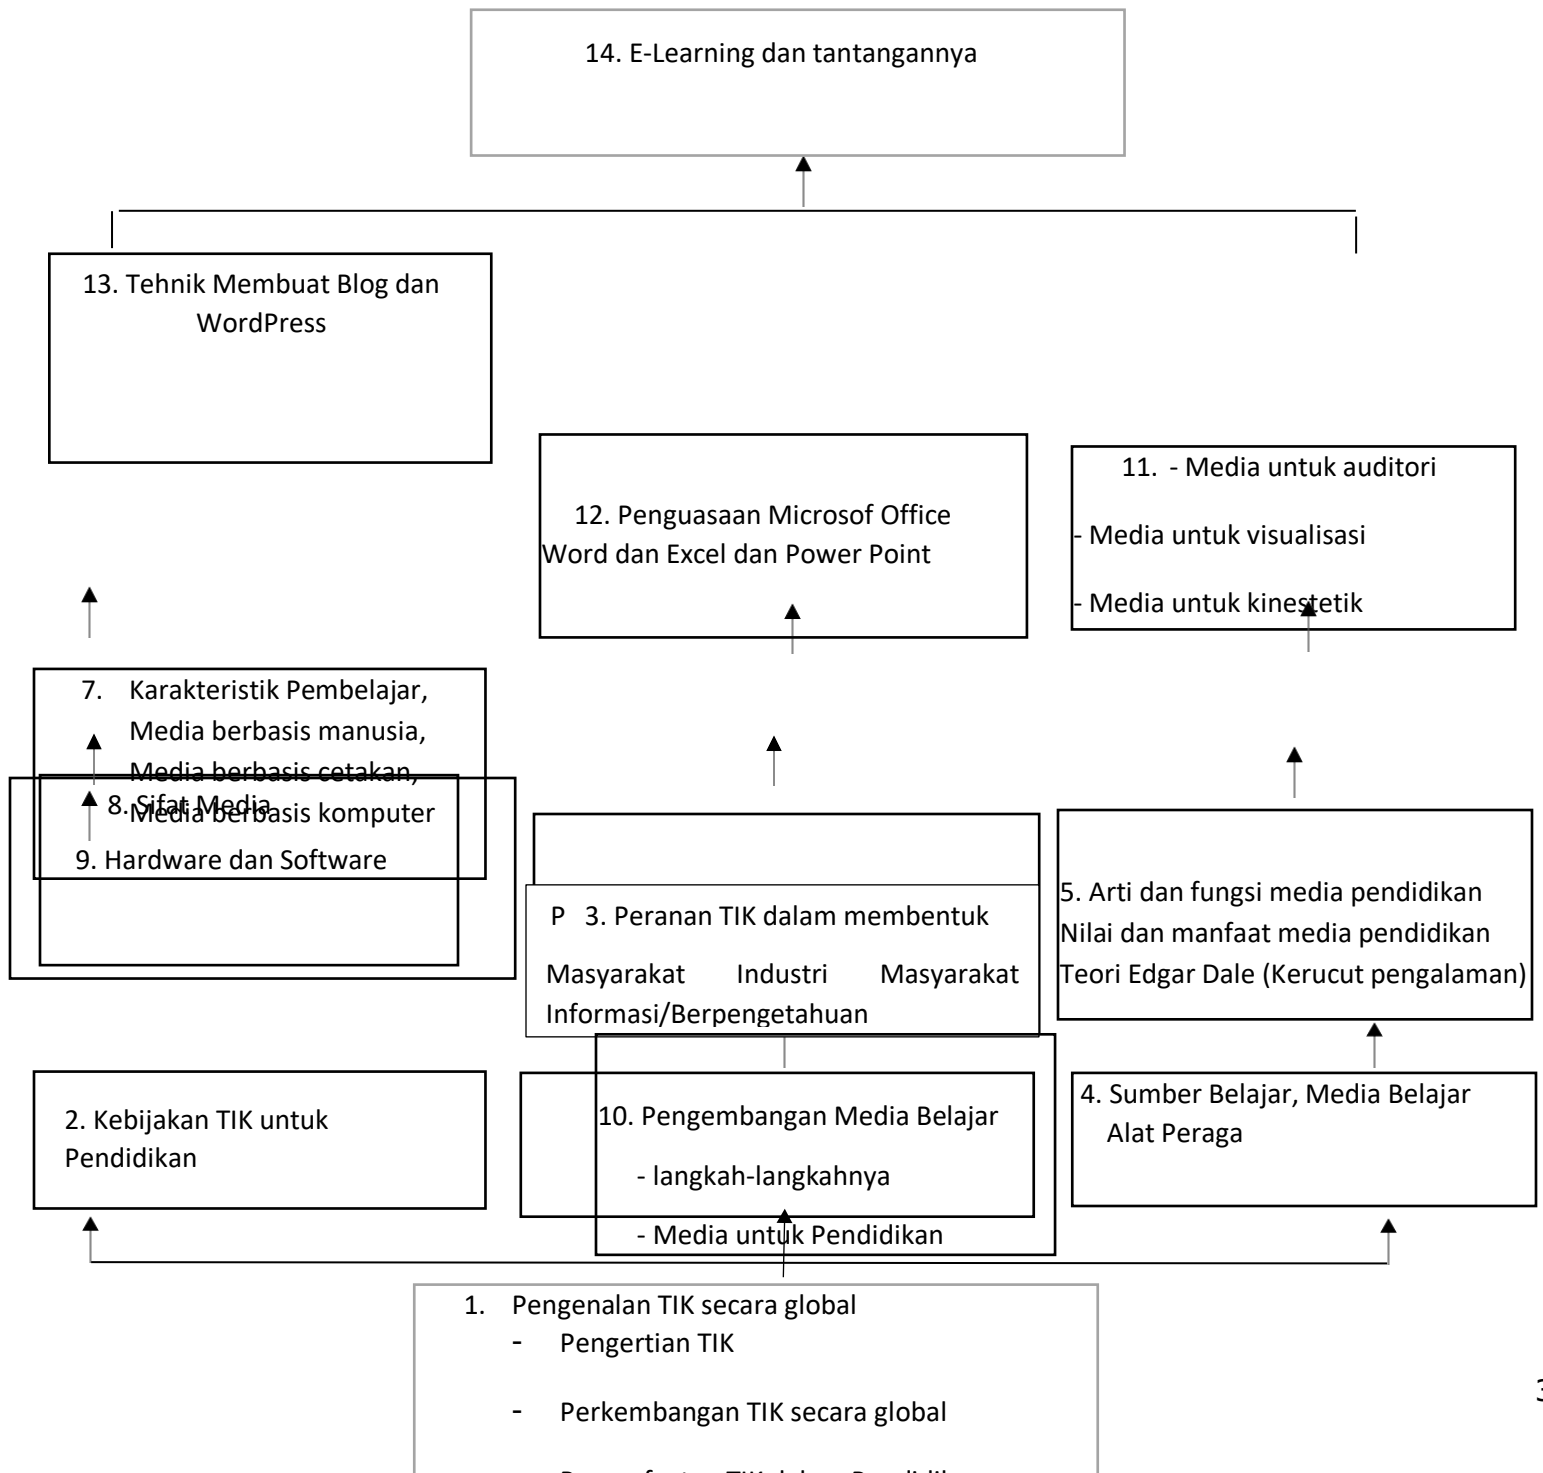 14. E-Learning dan tantangannya
13. Tehnik Membuat Blog dan
WordPress
12. Penguasaan Microsof Office
Word dan Excel dan Power Point
11. - Media untuk auditori
- Media untuk visualisasi
- Media untuk kinestetik
7. Karakteristik Pembelajar,
Media berbasis manusia,
Media berbasis cetakan,
Media berbasis komputer
8. Sifat Media
9. Hardware dan Software
P 3. Peranan TIK dalam membentuk
Masyarakat Industri Masyarakat
Informasi/Berpengetahuan
5. Arti dan fungsi media pendidikan
Nilai dan manfaat media pendidikan
Teori Edgar Dale (Kerucut pengalaman)
2. Kebijakan TIK untuk
Pendidikan
10. Pengembangan Media Belajar
- langkah-langkahnya
- Media untuk Pendidikan
4. Sumber Belajar, Media Belajar
Alat Peraga
1. Pengenalan TIK secara global
- Pengertian TIK
- Perkembangan TIK secara global